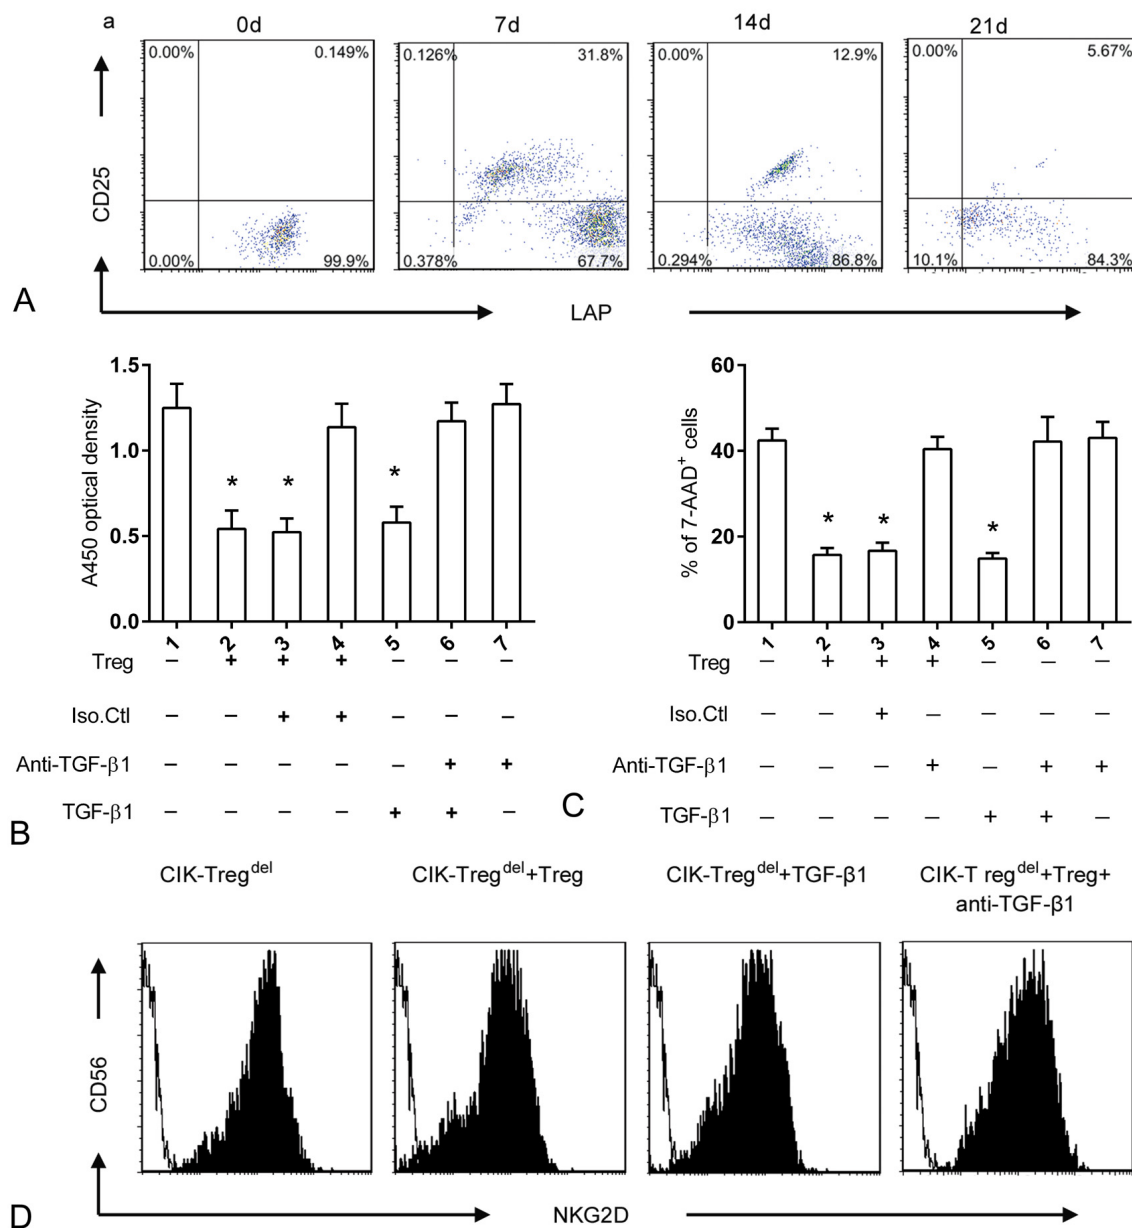 a 0d 7d 14d 21d
0.00% 0.149% 0.126% 31.8% 0.00% 12.9% 0.00% 5.67%
CD25
0.00% 99.9% 0.378% 67.7% 0.294% 86.8% 10.1% 84.3%
A
LAP
1.5
1.0
0.5
0.0
A450 optical density
* * *
1 2 3 4 5 6 7
Treg – + + + – – –
Iso.Ctl – – + + – – –
Anti-TGF-β1 – – – – – + +
TGF-β1 – – – – + + –
B
60
40
20
0
% of 7-AAD+ cells
* * *
1 2 3 4 5 6 7
Treg – + + + – – –
Iso.Ctl – – + – – – –
Anti-TGF-β1 – – – + – + +
TGF-β1 – – – – + + –
C
CIK-Tregdel CIK-Tregdel+Treg CIK-Tregdel+TGF-β1 CIK-T regdel+Treg+
anti-TGF-β1
CD56
D
NKG2D